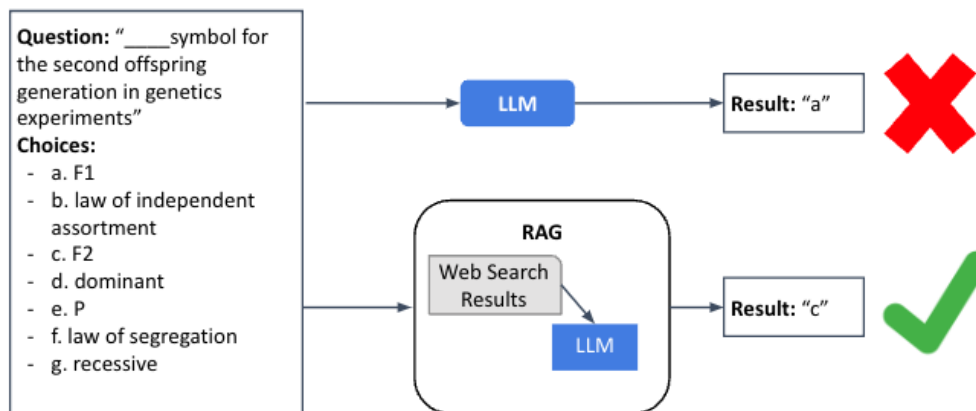 Question: “____symbol for
the second offspring
generation in genetics
experiments”
Choices:
- a. F1
- b. law of independent
assortment
- c. F2
- d. dominant
- e. P
- f. law of segregation
- g. recessive
LLM
Result: “a”
RAG
Web Search
Results
LLM
Result: “c”